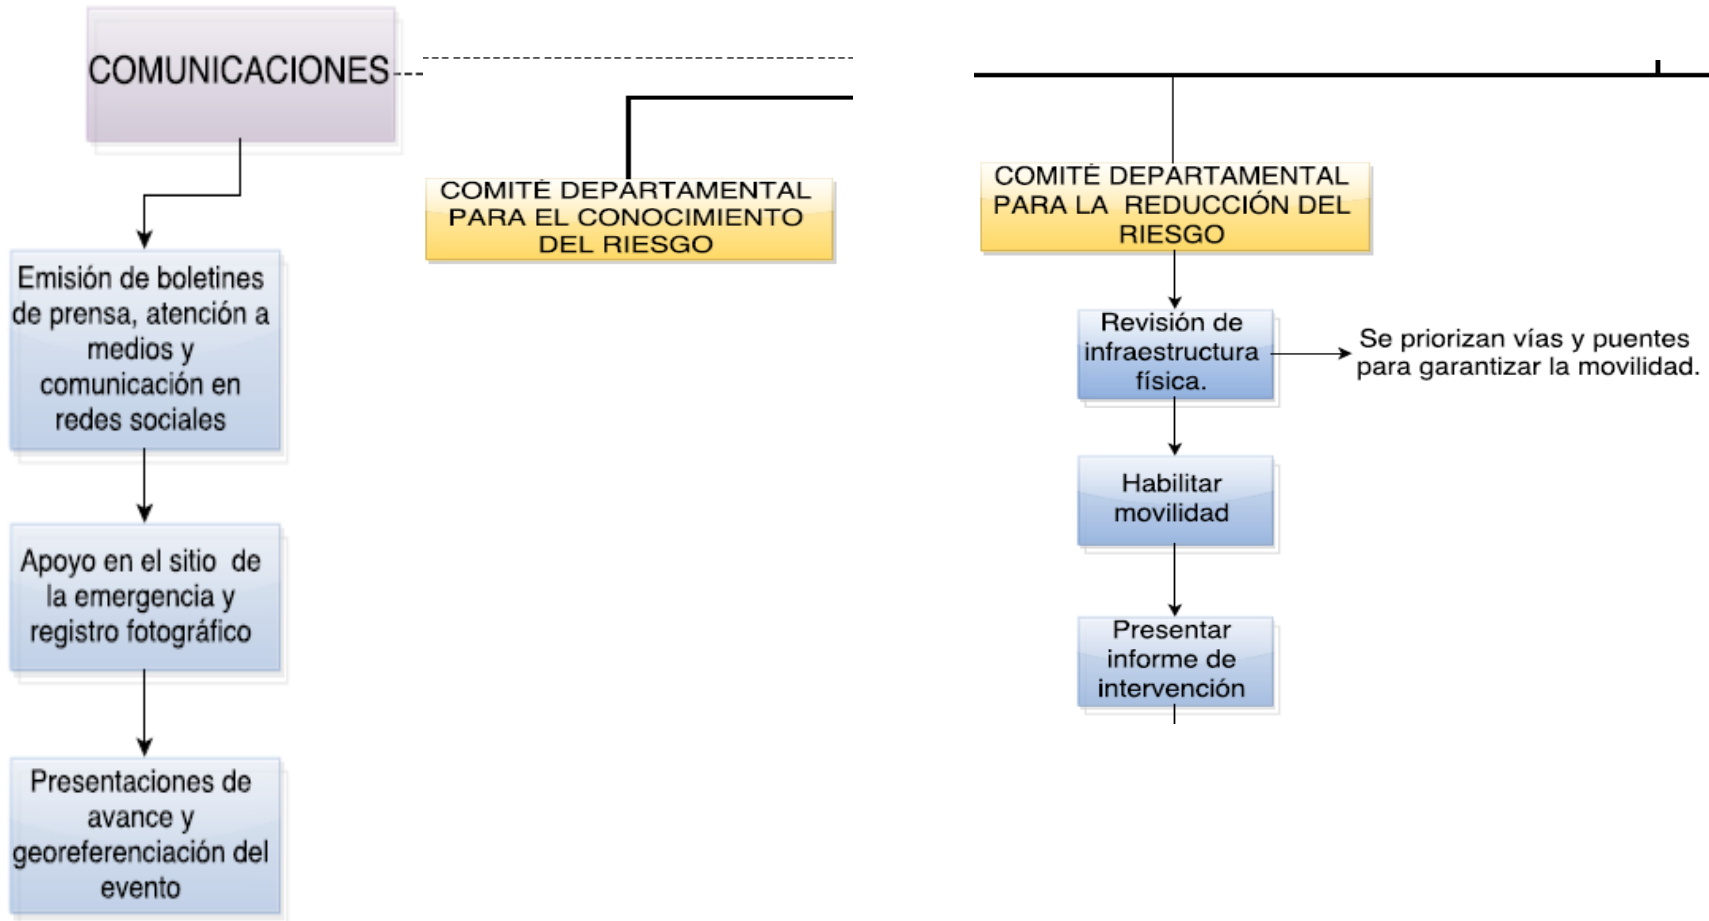 COMUNICACIONES
Emisión de boletines
de prensa, atención a
medios y
comunicación en
redes sociales
Apoyo en el sitio de
la emergencia y
registro fotográfico
Presentaciones de
avance y
georeferenciación del
evento
COMITÉ DEPARTAMENTAL
PARA EL CONOCIMIENTO
DEL RIESGO
COMITÉ DEPARTAMENTAL
PARA LA REDUCCIÓN DEL
RIESGO
Revisión de
infraestructura
física.
Se priorizan vías y puentes
para garantizar la movilidad.
Habilitar
movilidad
Presentar
informe de
intervención